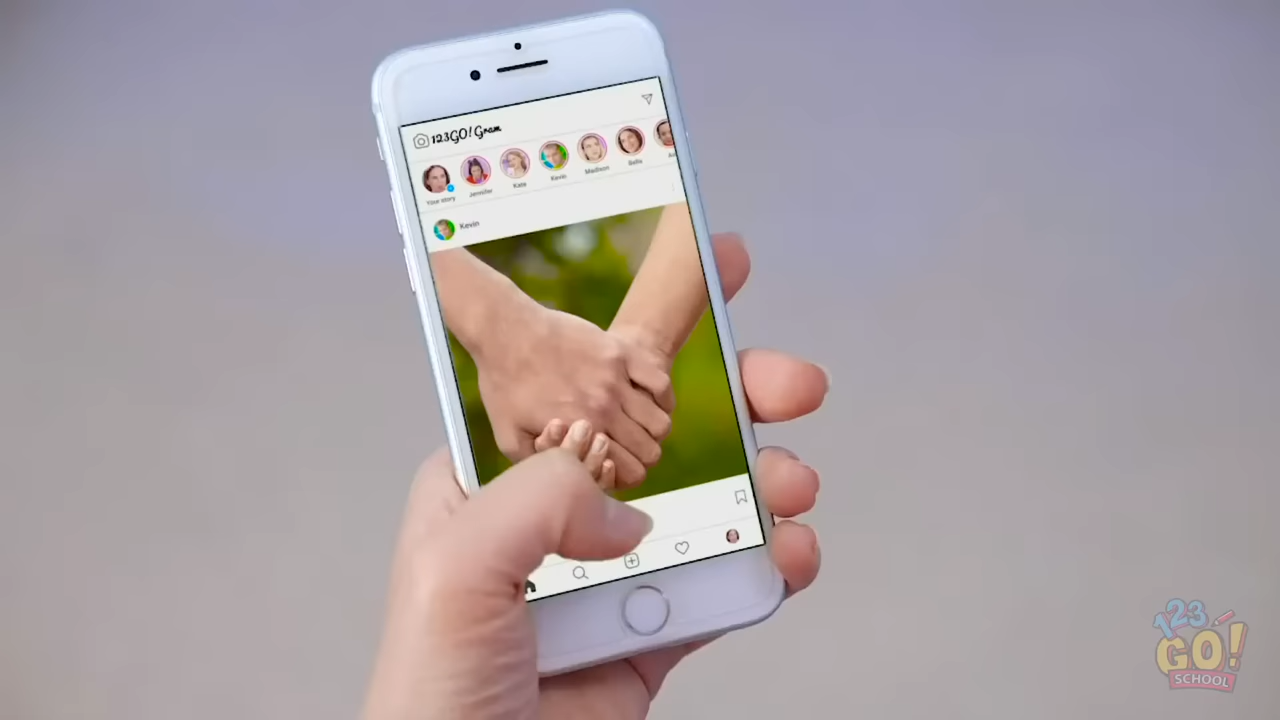 123GO! Gram
Your story
Jennifer
Kate
Kevin
Madison
Bella
Kevin
123
GO!
SCHOOL